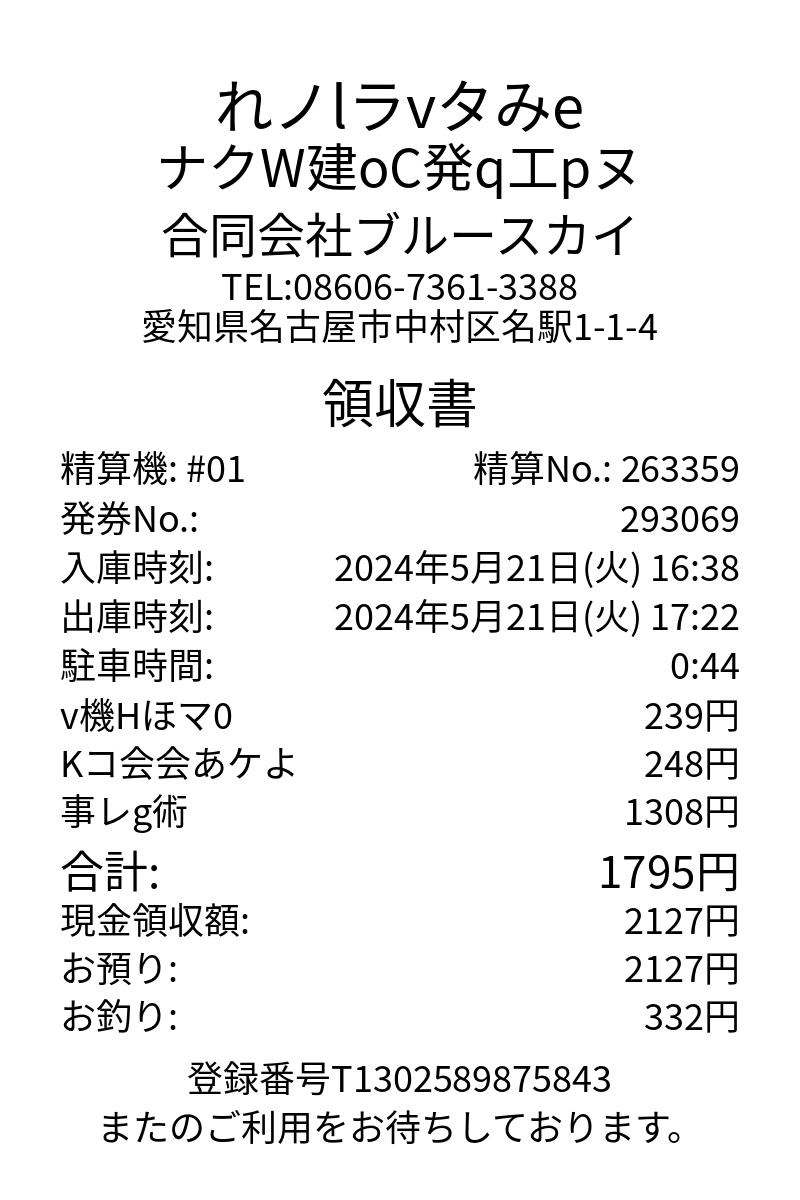 れノlラvタみe
ナクW建oC発q工pヌ
合同会社ブルースカイ
TEL:08606-7361-3388
愛知県名古屋市中村区名駅1-1-4
領収書
精算機: #01 精算No.: 263359
発券No.: 293069
入庫時刻: 2024年5月21日(火) 16:38
出庫時刻: 2024年5月21日(火) 17:22
駐車時間: 0:44
v機Hほマ0 239円
Kコ会会あケよ 248円
事レg術 1308円
合計: 1795円
現金領収額: 2127円
お預り: 2127円
お釣り: 332円
登録番号T1302589875843
またのご利用をお待ちしております。